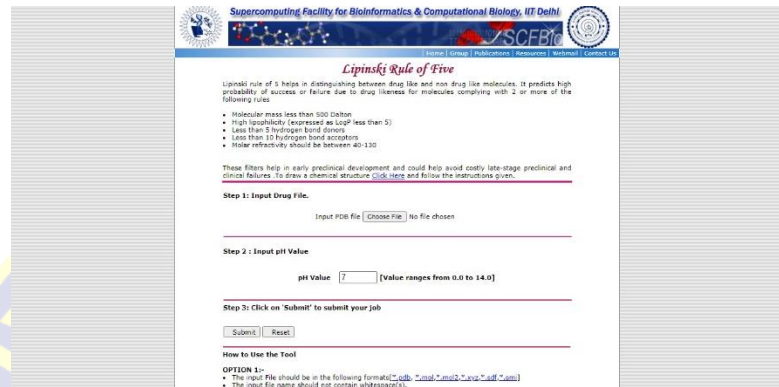 Supercomputing Facility for Bioinformatics & Computational Biology, IIT Delhi
SCFBio
| Home | Group | Publications | Resources | Webmail | Contact Us
Lipinski Rule of Five
Lipinski rule of 5 helps in distinguishing between drug like and non drug like molecules. It predicts high
probability of success or failure due to drug likeness for molecules complying with 2 or more of the
following rules
• Molecular mass less than 500 Dalton
• High lipophilicity (expressed as LogP less than 5)
• Less than 5 hydrogen bond donors
• Less than 10 hydrogen bond acceptors
• Molar refractivity should be between 40-130
These filters help in early preclinical development and could help avoid costly late-stage preclinical and
clinical failures .To draw a chemical structure Click Here and follow the instructions given.
Step 1: Input Drug File.
Input PDB file Choose File No file chosen
Step 2 : Input pH Value
pH Value 7 [Value ranges from 0.0 to 14.0]
Step 3: Click on 'Submit' to submit your job
Submit Reset
How to Use the Tool
OPTION 1:-
• The input File should be in the following formats[*.pdb, *.mol,*.mol2,*.xyz,*.sdf,*.smi]
• The input file name should not contain whitespace(s).